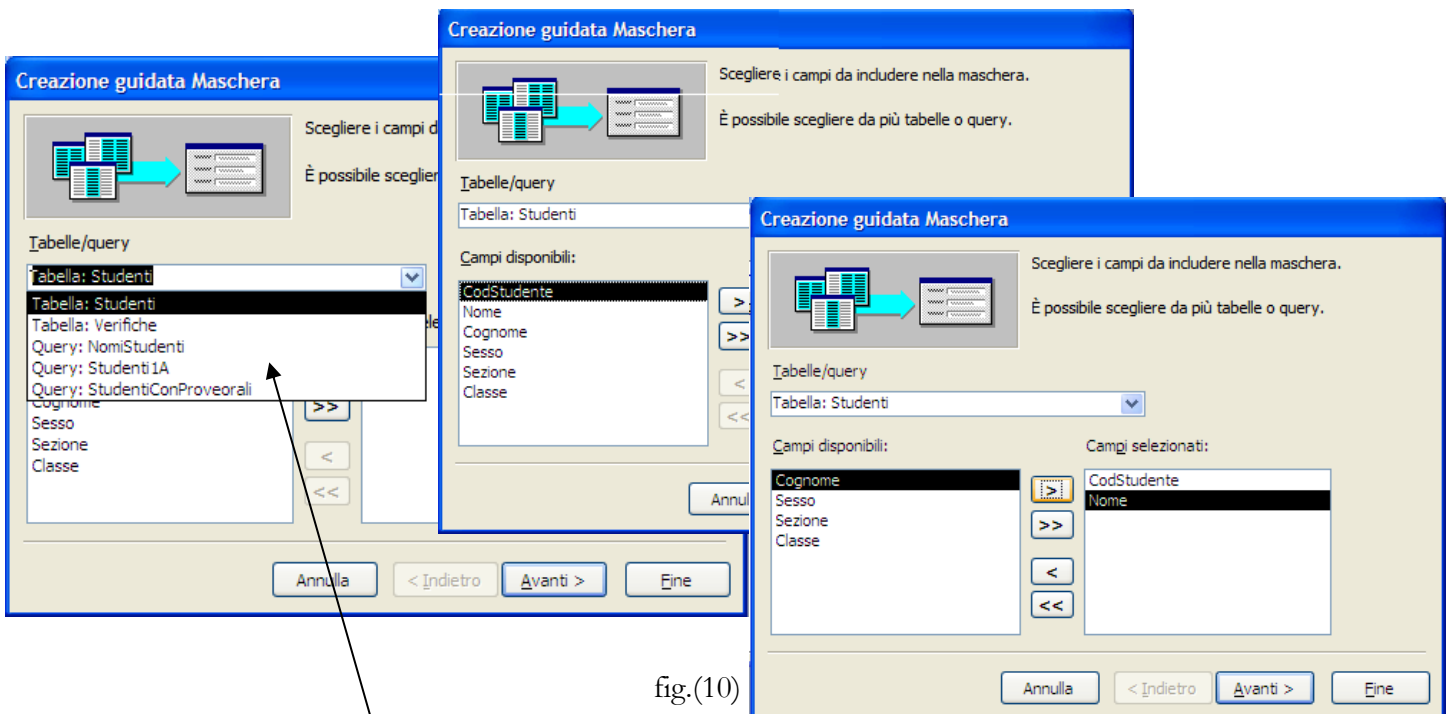 Creazione guidata Maschera
Scegliere i campi d
È possibile sceglier
Tabelle/query
Tabella: Studenti
Tabella: Studenti
Tabella: Verifiche
Query: NomiStudenti
Query: Studenti1A
Query: StudentiConProveorali
Cognome
Sesso
Sezione
Classe
>>
<
<<
Annulla
< Indietro
Avanti >
Fine
Creazione guidata Maschera
Scegliere i campi da includere nella maschera.
È possibile scegliere da più tabelle o query.
Tabelle/query
Tabella: Studenti
Campi disponibili:
CodStudente
Nome
Cognome
Sesso
Sezione
Classe
>
>>
<
<<
Annul
Creazione guidata Maschera
Scegliere i campi da includere nella maschera.
È possibile scegliere da più tabelle o query.
Tabelle/query
Tabella: Studenti
Campi disponibili:
Campi selezionati:
Cognome
Sesso
Sezione
Classe
>
>>
<
<<
CodStudente
Nome
Annulla
< Indietro
Avanti >
Fine
fig.(10)